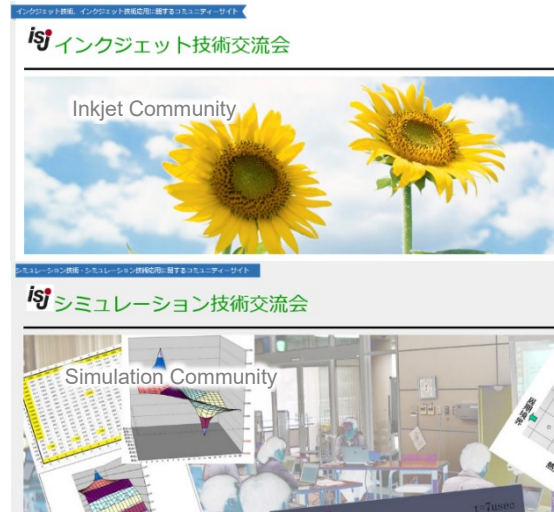 インクジェット技術、インクジェット技術応用に関するコミュニティーサイト
isj インクジェット技術交流会
Inkjet Community
シミュレーション技術・シミュレーション技術応用に関するコミュニティーサイト
isj シミュレーション技術交流会
Simulation Community
周期境界
t=7usec